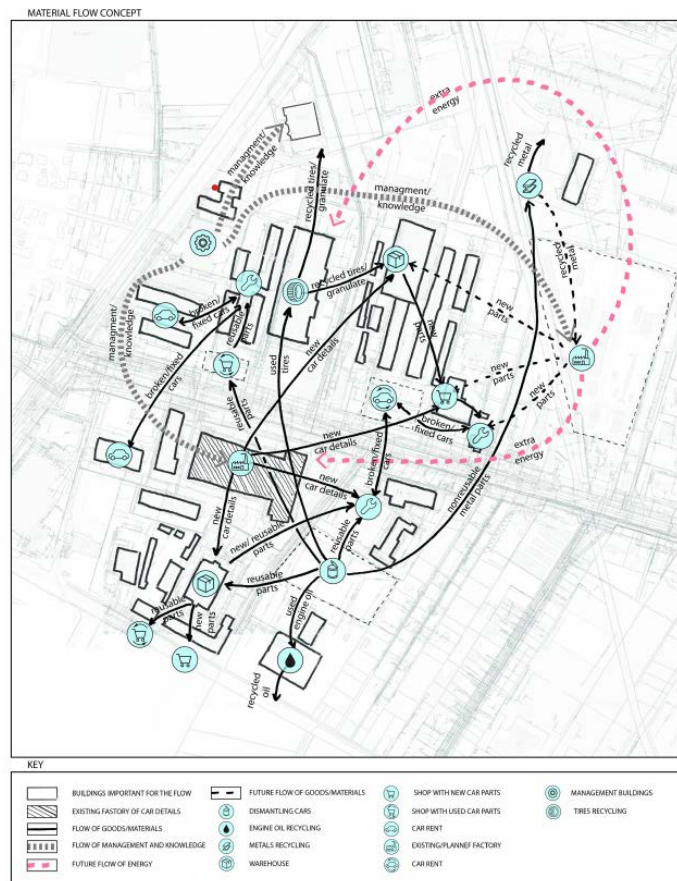 MATERIAL FLOW CONCEPT
extra
energy
recycled
metal
managment/
knowledge
recycled tires/
granulate
managment/
knowledge
recycled
metal
recycled tires/
granulate
managment/
knowledge
broken/
fixed cars
reusable
parts
new
parts
new
parts
new
car details
used
tires
new
parts
new
parts
broken/fixed
cars
reusable
parts
broken/
fixed cars
new
car details
extra
energy
broken/fixed
cars
new
car details
nonreusable
metal parts
new
car details
new/ reusable
parts
reusable
parts
reusable
parts
reusable
parts
new
parts
used
engine oil
recycled
oil
KEY
BUILDINGS IMPORTANT FOR THE FLOW
EXISTING FASTORY OF CAR DETAILS
FLOW OF GOODS/MATERIALS
FLOW OF MANAGEMENT AND KNOWLEDGE
FUTURE FLOW OF ENERGY
FUTURE FLOW OF GOODS/MATERIALS
DISMANTLING CARS
ENGINE OIL RECYCLING
METALS RECYCLING
WAREHOUSE
SHOP WITH NEW CAR PARTS
SHOP WITH USED CAR PARTS
CAR RENT
EXISTING/PLANNEF FACTORY
CAR RENT
MANAGEMENT BUILDINGS
TIRES RECYCLING